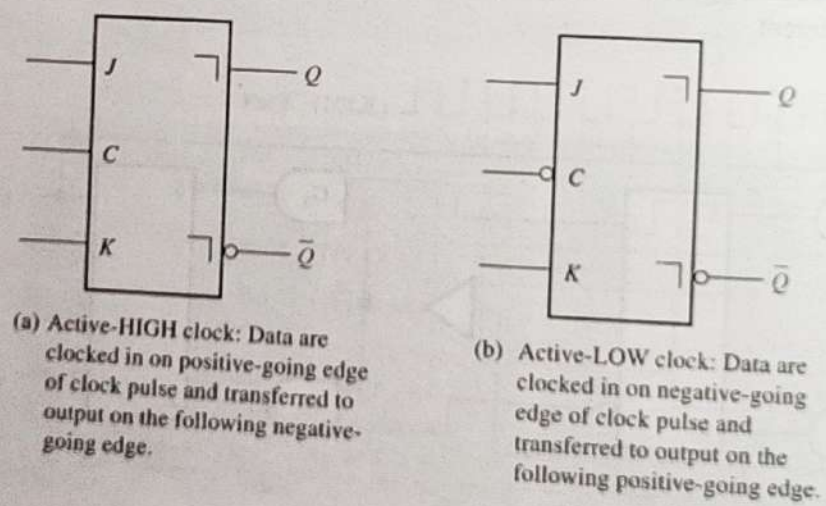 J
Q
C
K
Q̅
(a) Active-HIGH clock: Data are
clocked in on positive-going edge
of clock pulse and transferred to
output on the following negative-
going edge.
J
Q
C
K
Q̅
(b) Active-LOW clock: Data are
clocked in on negative-going
edge of clock pulse and
transferred to output on the
following positive-going edge.